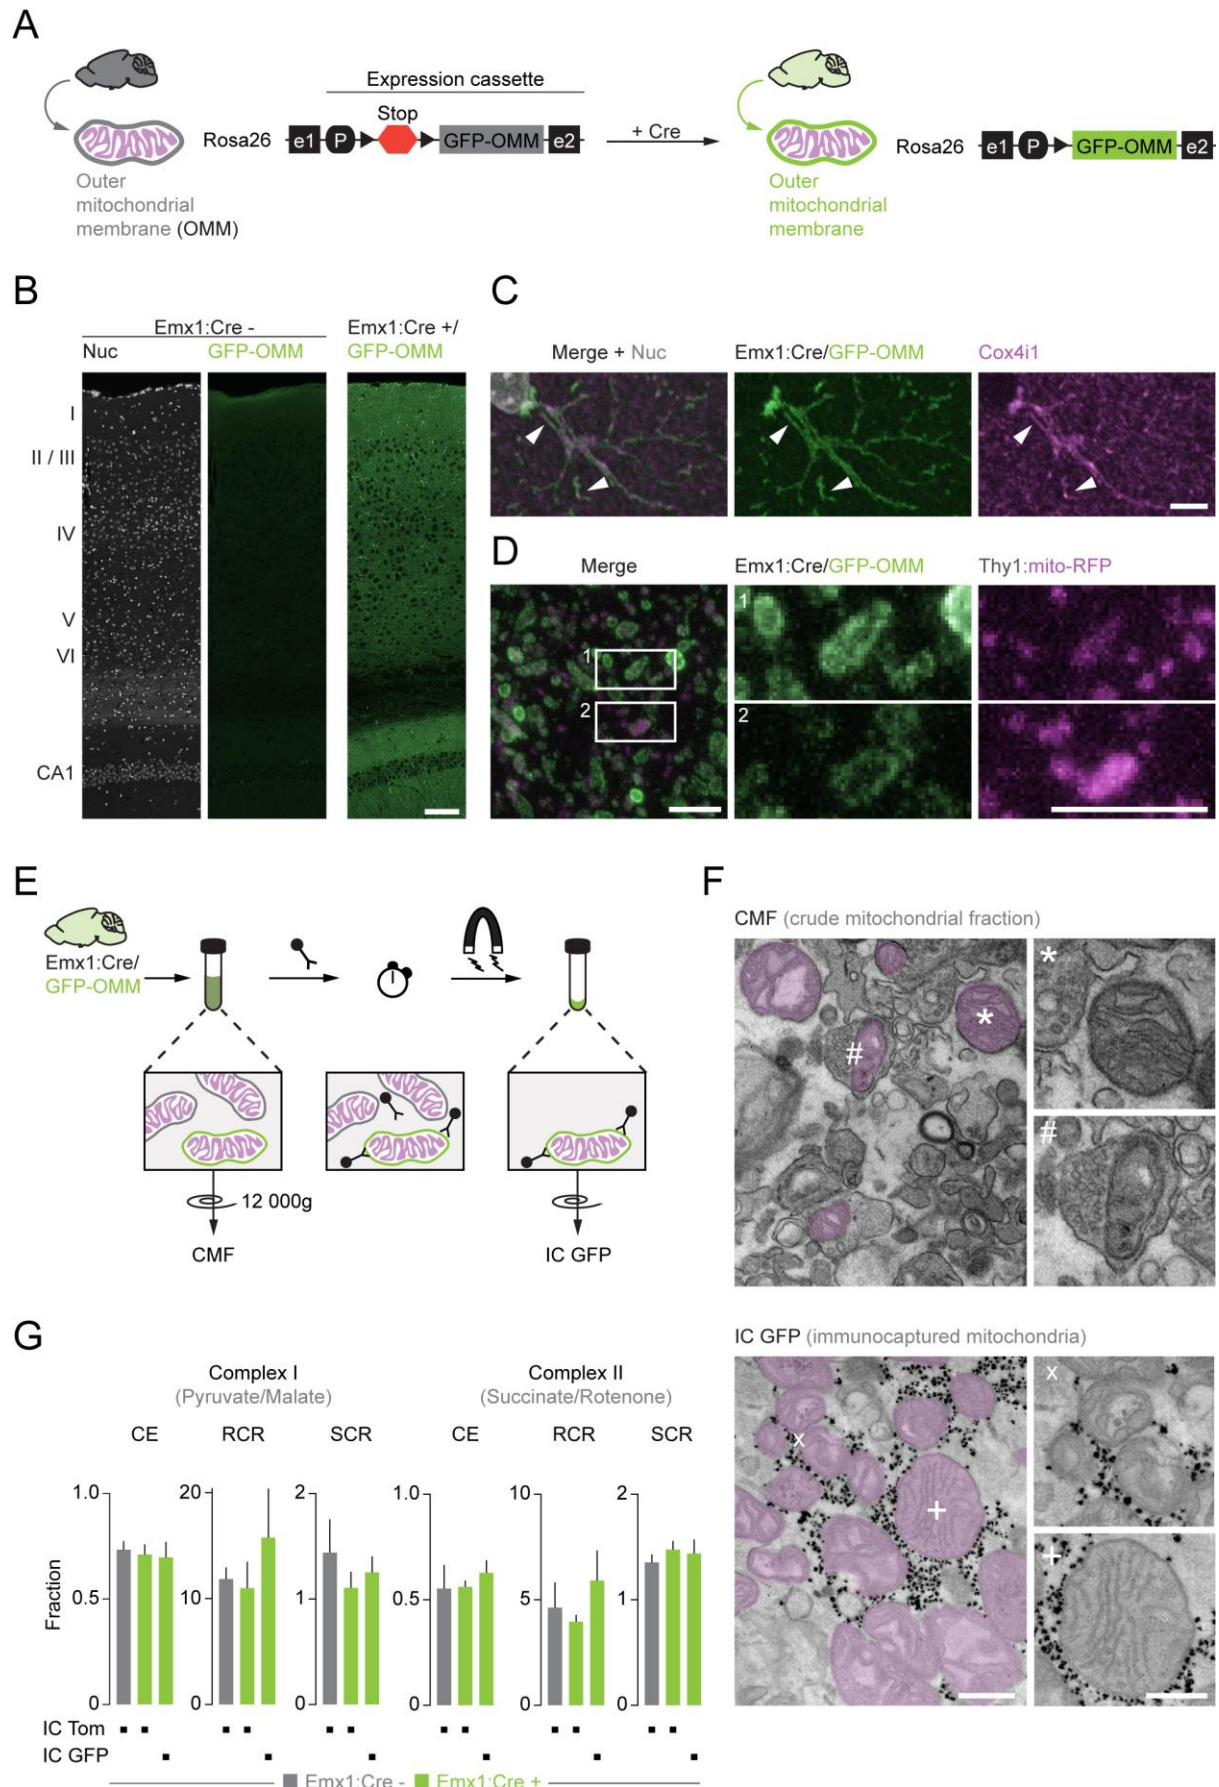 A
Expression cassette
Stop
Rosa26 e1 P GFP-OMM e2
+ Cre
Rosa26 e1 P GFP-OMM e2
Outer
mitochondrial
membrane (OMM)
Outer
mitochondrial
membrane
B
Emx1:Cre -
Nuc GFP-OMM
Emx1:Cre +/
GFP-OMM
I
II / III
IV
V
VI
CA1
C
Merge + Nuc
Emx1:Cre/GFP-OMM
Cox4i1
D
Merge
Emx1:Cre/GFP-OMM
Thy1:mito-RFP
1
2
1
2
E
Emx1:Cre/
GFP-OMM
12 000g
CMF
IC GFP
F
CMF (crude mitochondrial fraction)
*
#
*
#
IC GFP (immunocaptured mitochondria)
x
+
x
+
G
Complex I
(Pyruvate/Malate)
Complex II
(Succinate/Rotenone)
CE RCR SCR CE RCR SCR
Fraction
1.0
0.5
0
20
10
0
2
1
0
1.0
0.5
0
10
5
0
2
1
0
IC Tom
IC GFP
Emx1:Cre - Emx1:Cre +